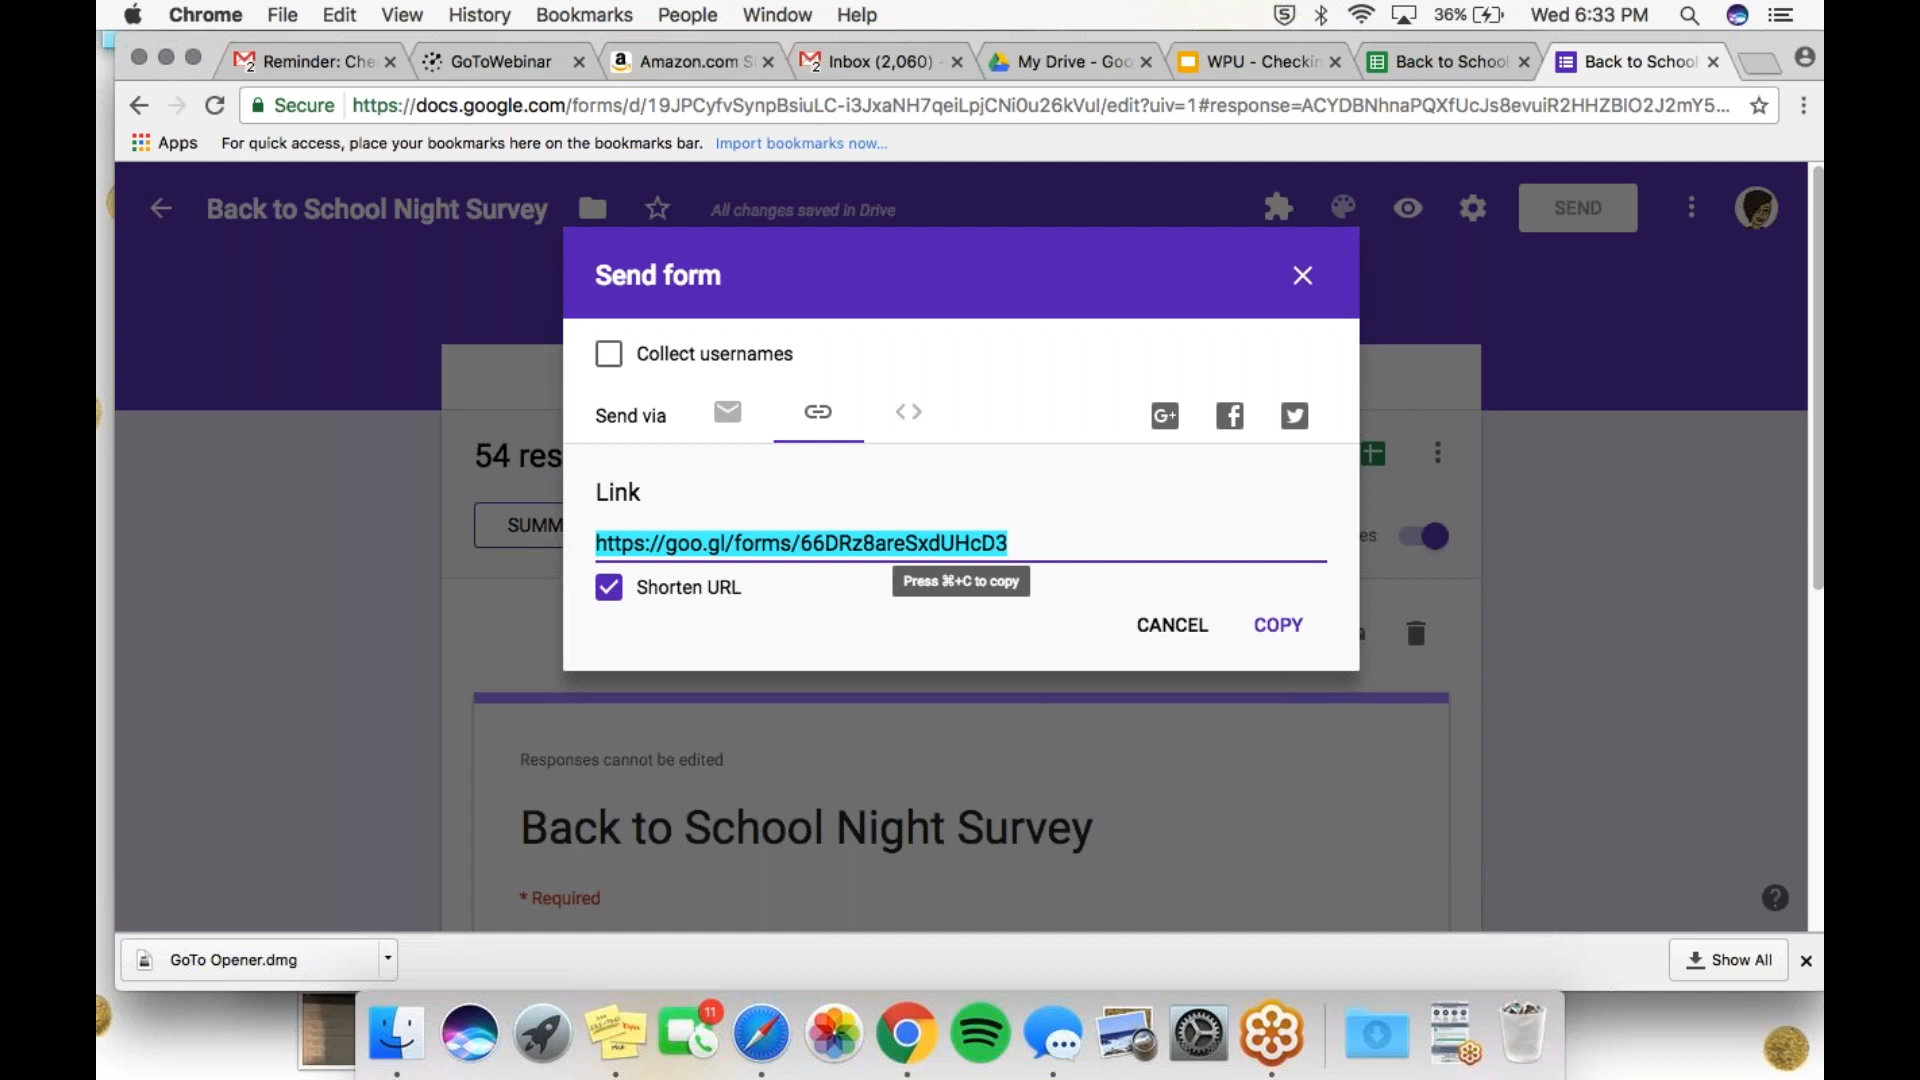 Chrome File Edit View History Bookmarks People Window Help 36% Wed 6:33 PM
Reminder: Che GoToWebinar Amazon.com S Inbox (2,060) - My Drive - Goo WPU - Checkin Back to School Back to School
Secure https://docs.google.com/forms/d/19JPCyfvSynpBsiuLC-i3JxaNH7qeiLpjCNi0u26kVuI/edit?uiv=1#response=ACYDBNhnaPQXfUcJs8evuiR2HHZBIO2J2mY5...
Apps For quick access, place your bookmarks here on the bookmarks bar. Import bookmarks now...
Back to School Night Survey All changes saved in Drive SEND
Send form
Collect usernames
Send via G+
54 res
Link
SUMM es
https://goo.gl/forms/66DRz8areSxdUHcD3
Press ⌘+C to copy
Shorten URL
CANCEL COPY
Responses cannot be edited
Back to School Night Survey
* Required
GoTo Opener.dmg Show All
11